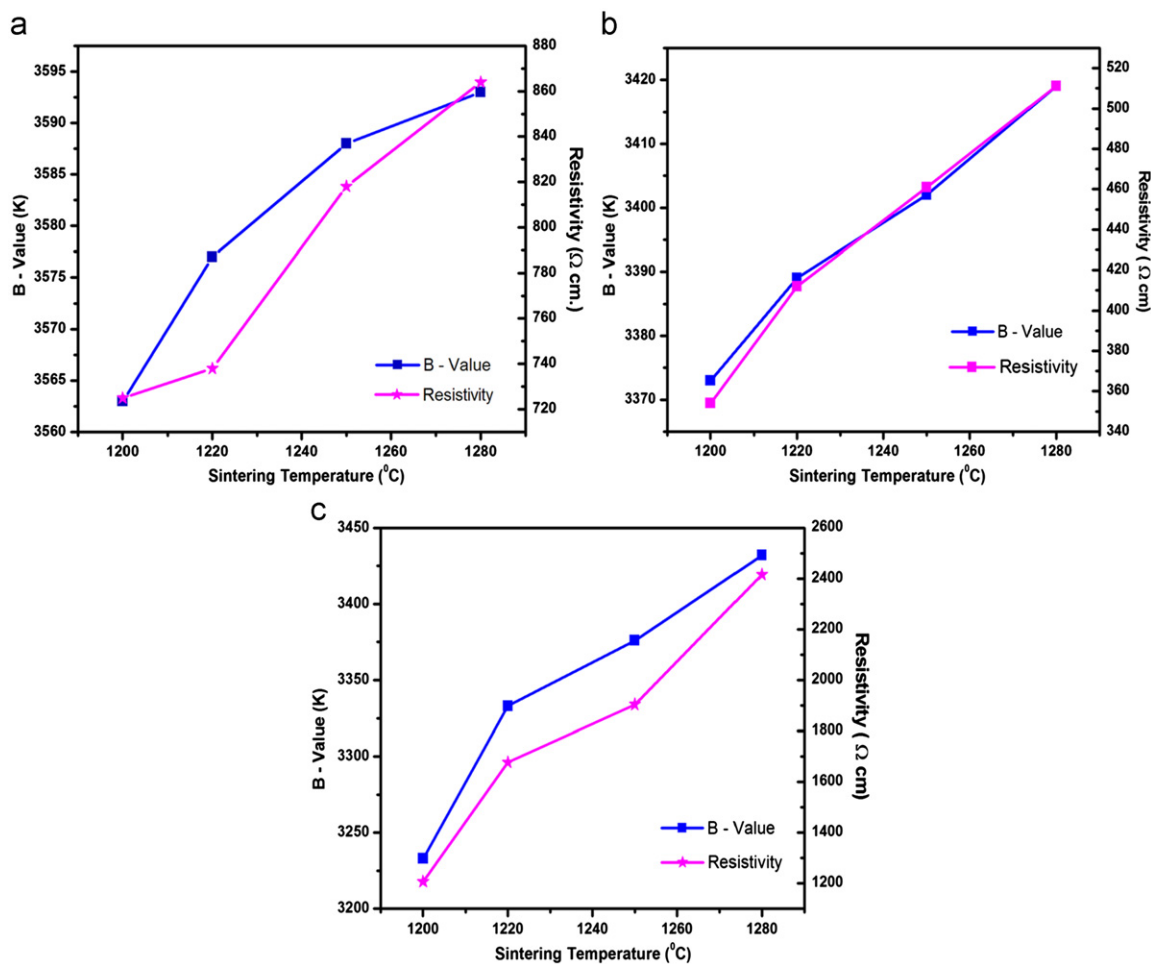 a
3595
3590
3585
3580
3575
3570
3565
3560
B - Value (K)
880
860
840
820
800
780
760
740
720
Resistivity (Ω cm.)
B - Value
Resistivity
1200 1220 1240 1260 1280
Sintering Temperature (⁰C)
b
3420
3410
3400
3390
3380
3370
B - Value (K)
520
500
480
460
440
420
400
380
360
340
Resistivity ( Ω cm)
B - Value
Resistivity
1200 1220 1240 1260 1280
Sintering Temperature (⁰C)
c
3450
3400
3350
3300
3250
3200
B - Value (K)
2600
2400
2200
2000
1800
1600
1400
1200
Resistivity ( Ω cm)
B - Value
Resistivity
1200 1220 1240 1260 1280
Sintering Temperature (⁰C)